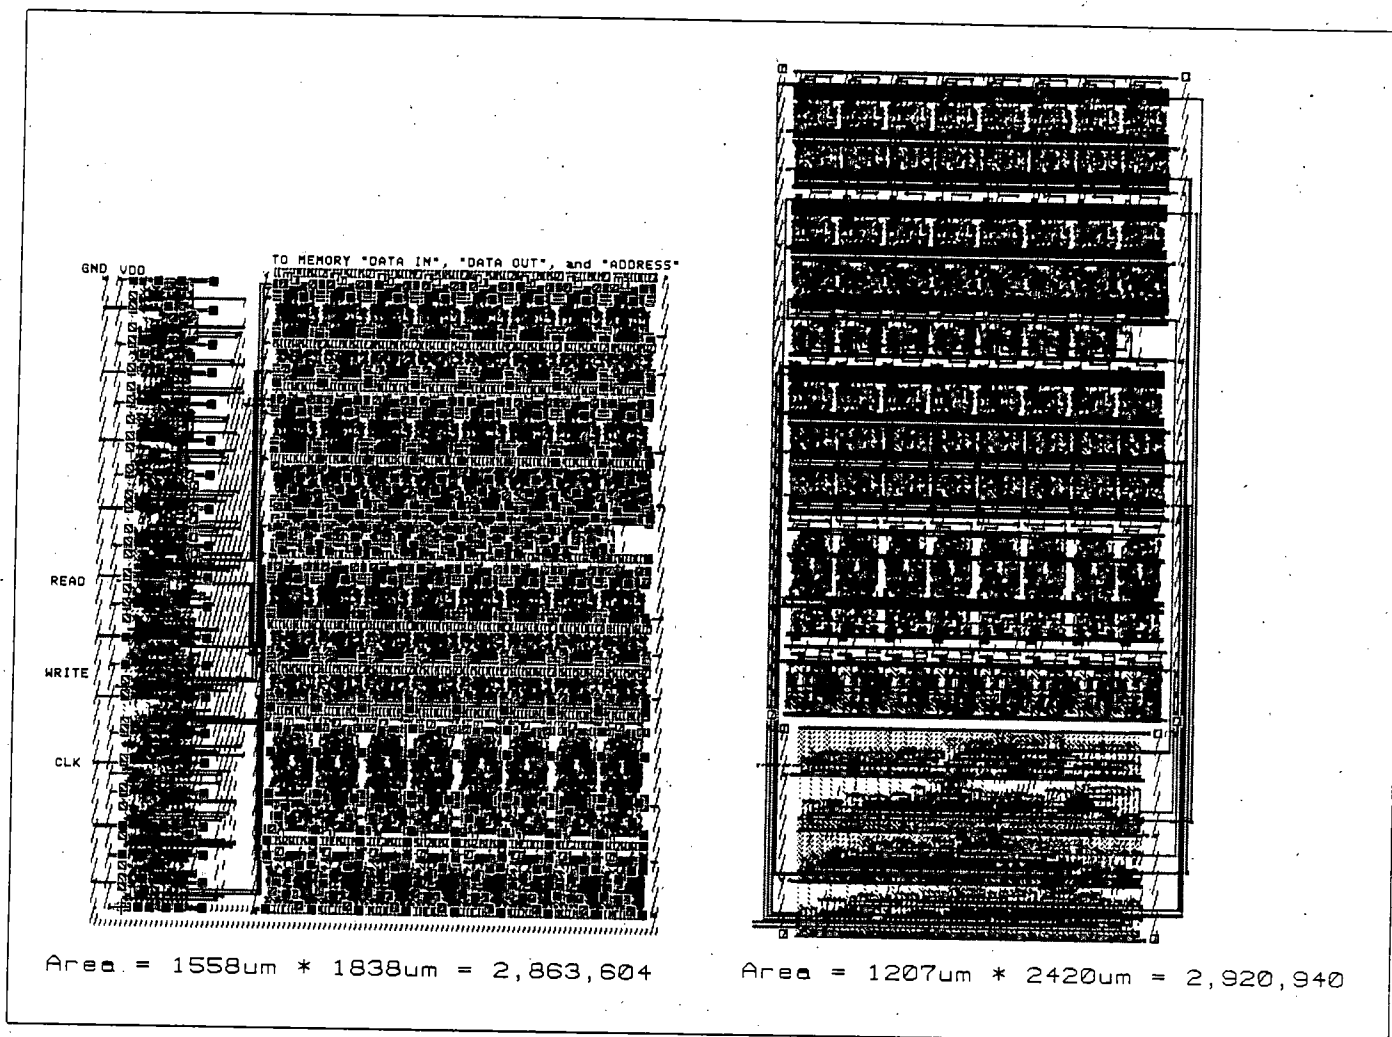 GND VDD
TO MEMORY "DATA IN", "DATA OUT", and "ADDRESS"
READ
WRITE
CLK
Area = 1558um * 1838um = 2,863,604
Area = 1207um * 2420um = 2,920,940